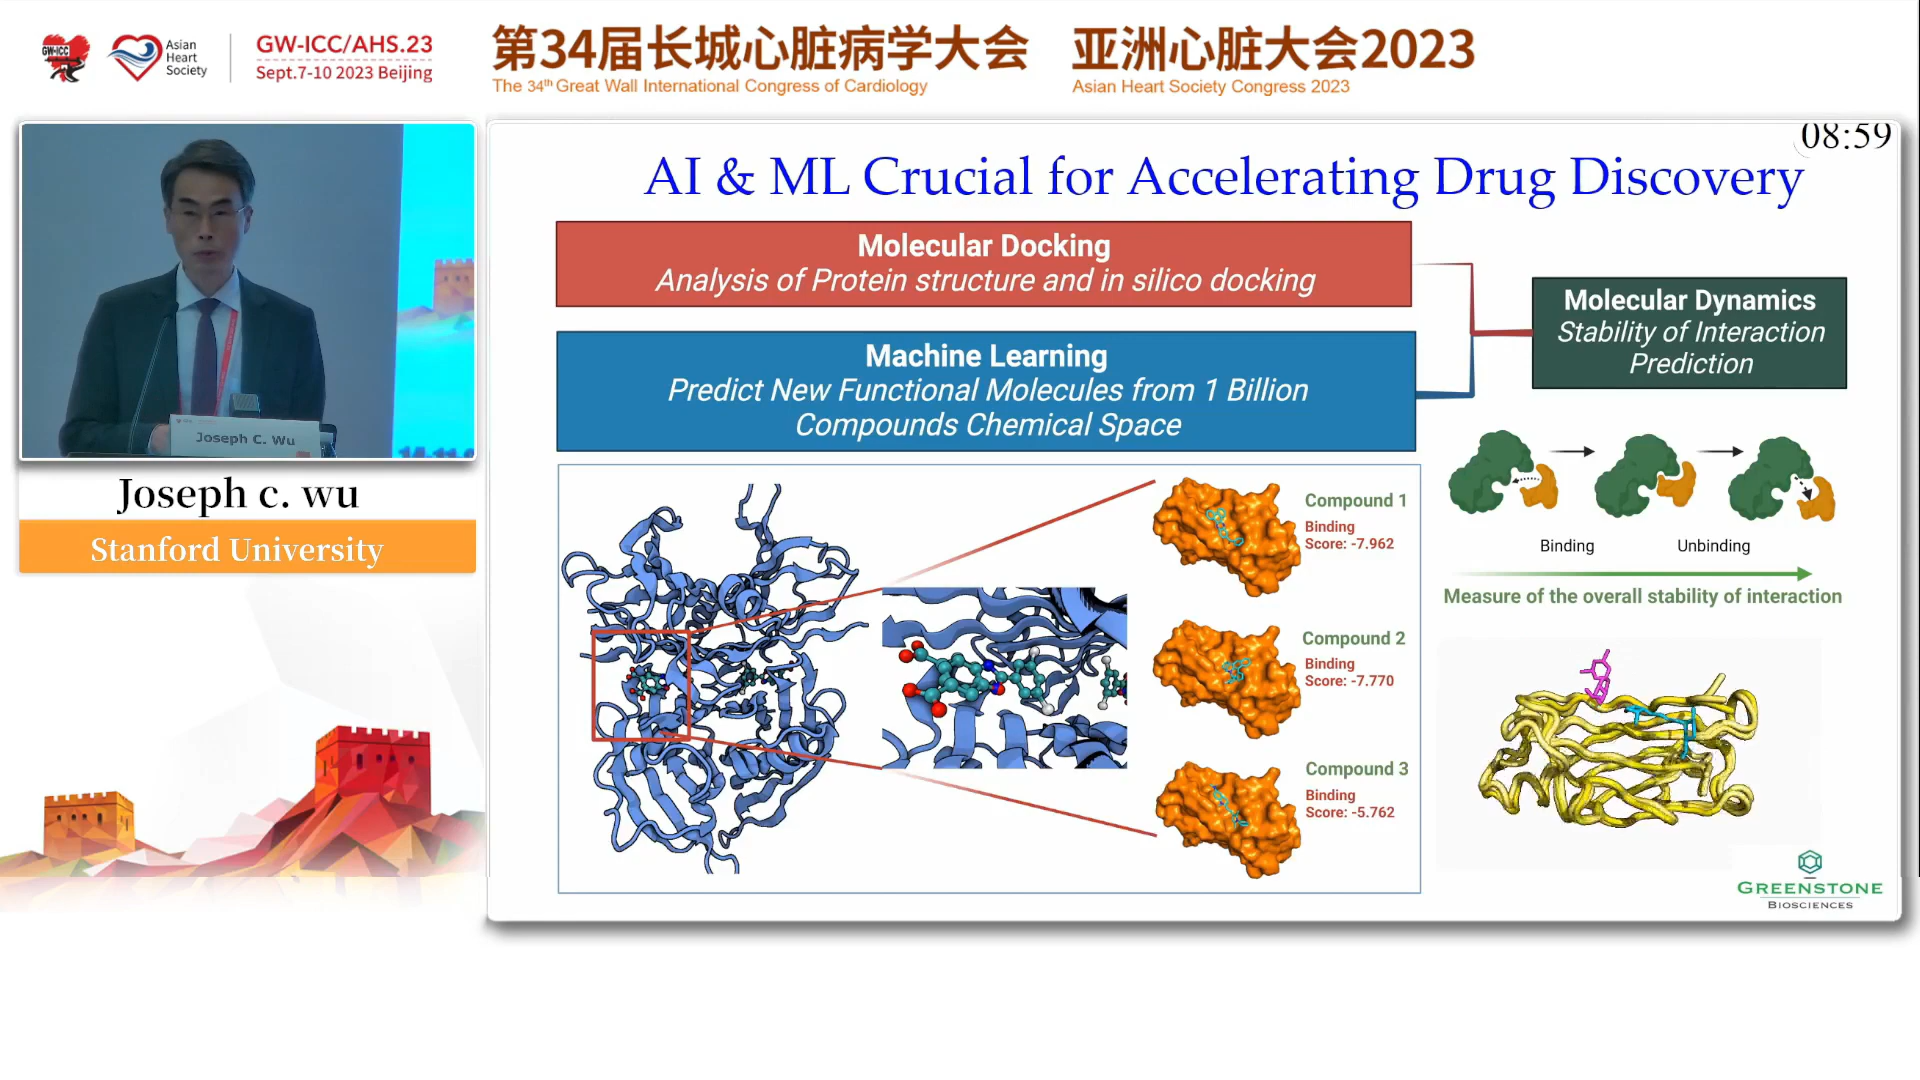 GW-ICC
Asian
Heart
Society
GW-ICC/AHS.23
Sept.7-10 2023 Beijing
第34届长城心脏病学大会
The 34th Great Wall International Congress of Cardiology
亚洲心脏大会2023
Asian Heart Society Congress 2023
Joseph C. Wu
Joseph c. wu
Stanford University
08:59
AI & ML Crucial for Accelerating Drug Discovery
Molecular Docking
Analysis of Protein structure and in silico docking
Machine Learning
Predict New Functional Molecules from 1 Billion
Compounds Chemical Space
Molecular Dynamics
Stability of Interaction
Prediction
Compound 1
Binding
Score: -7.962
Compound 2
Binding
Score: -7.770
Compound 3
Binding
Score: -5.762
Binding
Unbinding
Measure of the overall stability of interaction
GREENSTONE
BIOSCIENCES